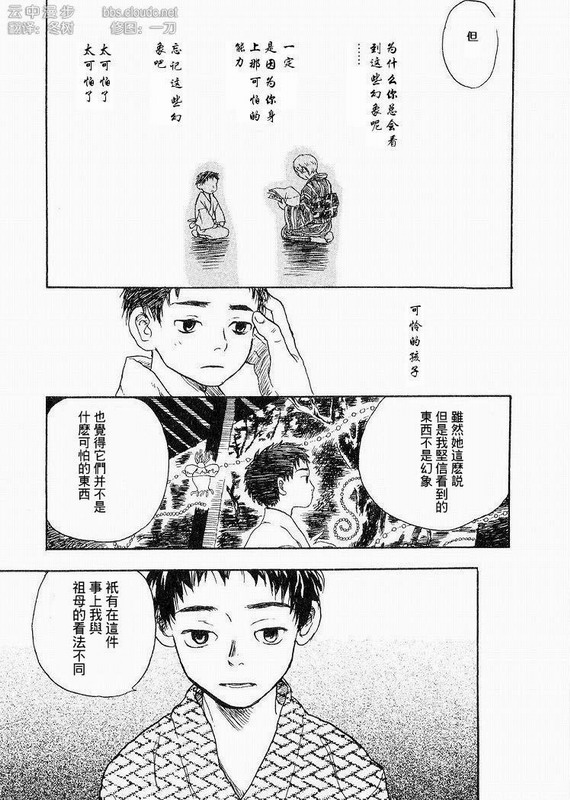 云中漫步 bbs.cloudc.net
翻译:冬树 修图:一刀
但
为什么你总会看
到这些幻象呢
……
一定
是因为你身
上那可怕的
能力
忘记这些幻
象吧
太可怕了
太可怕了
可怜的孩子
雖然她這麽説
但是我堅信看到的
東西不是幻象
也覺得它們并不是
什麽可怕的東西
衹有在這件
事上我與
祖母的看法不同